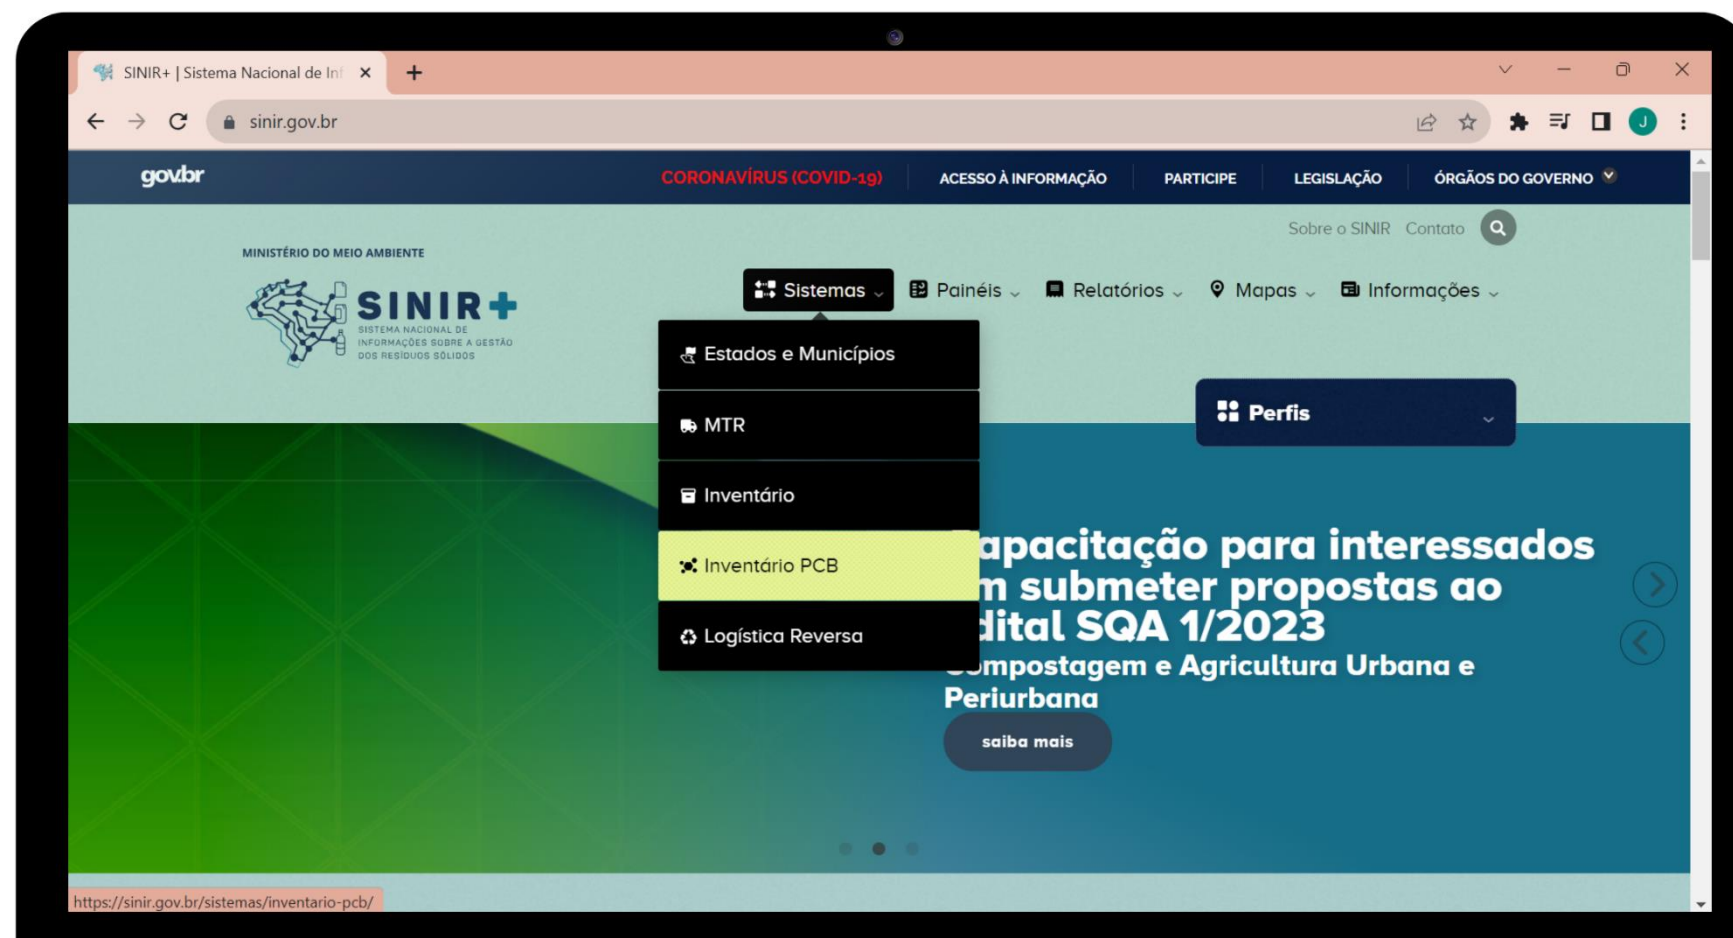 SINIR+ | Sistema Nacional de Inf
sinir.gov.br
J
gov.br
CORONAVÍRUS (COVID-19)
ACESSO À INFORMAÇÃO
PARTICIPE
LEGISLAÇÃO
ÓRGÃOS DO GOVERNO
Sobre o SINIR
Contato
MINISTÉRIO DO MEIO AMBIENTE
SINIR+
SISTEMA NACIONAL DE
INFORMAÇÕES SOBRE A GESTÃO
DOS RESÍDUOS SÓLIDOS
Sistemas
Painéis
Relatórios
Mapas
Informações
Estados e Municípios
MTR
Inventário
Inventário PCB
Logística Reversa
Perfis
apacitação para interessados
m submeter propostas ao
dital SQA 1/2023
ompostagem e Agricultura Urbana e
Periurbana
saiba mais
https://sinir.gov.br/sistemas/inventario-pcb/